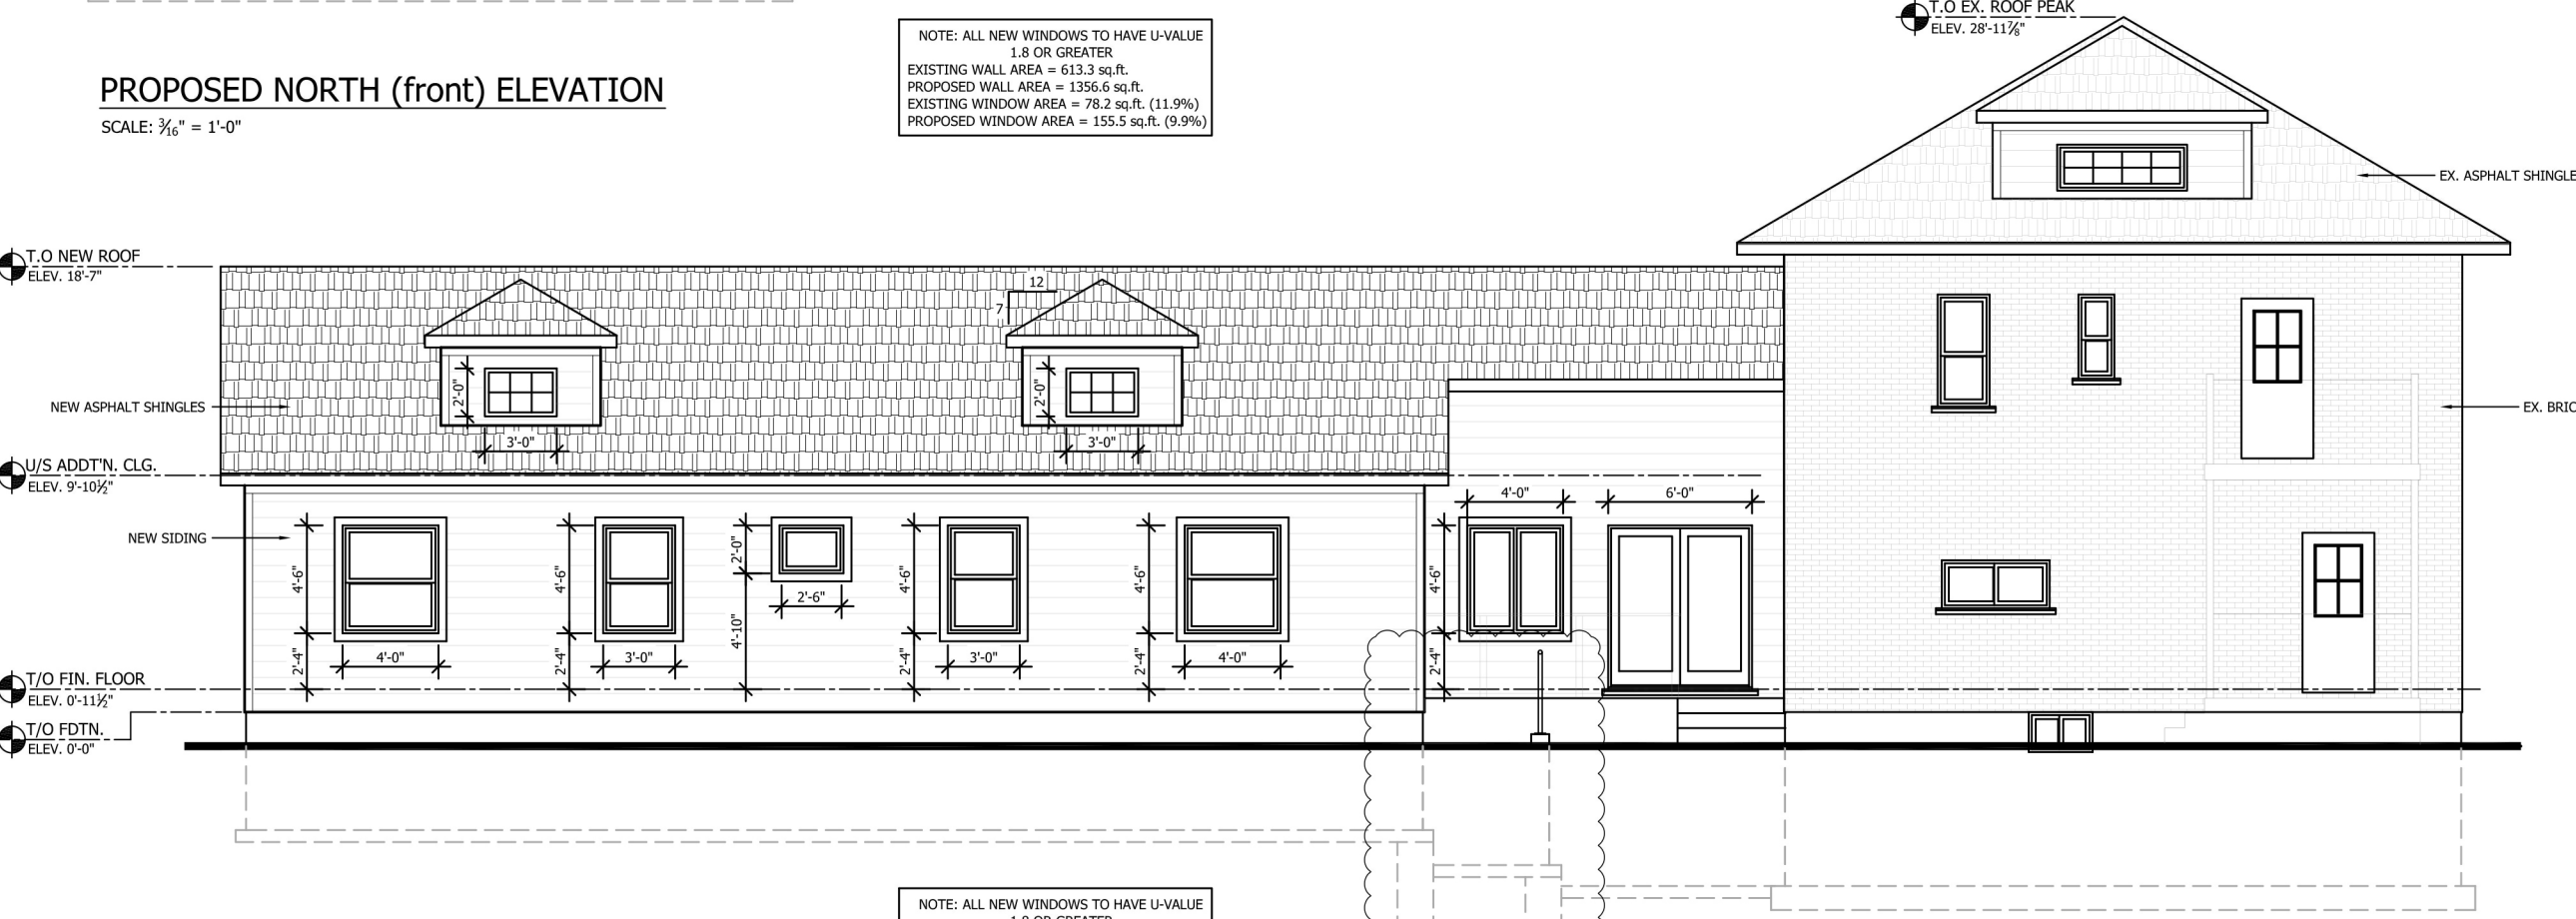 T.O EX. ROOF PEAK
ELEV. 28'-11⅞"
NOTE: ALL NEW WINDOWS TO HAVE U-VALUE
1.8 OR GREATER
EXISTING WALL AREA = 613.3 sq.ft.
PROPOSED WALL AREA = 1356.6 sq.ft.
EXISTING WINDOW AREA = 78.2 sq.ft. (11.9%)
PROPOSED WINDOW AREA = 155.5 sq.ft. (9.9%)
PROPOSED NORTH (front) ELEVATION
SCALE: 3/16" = 1'-0"
EX. ASPHALT SHINGLE
T.O NEW ROOF
ELEV. 18'-7"
12
7
2'-0"
2'-0"
NEW ASPHALT SHINGLES
EX. BRIC
3'-0"
3'-0"
U/S ADDT'N. CLG.
ELEV. 9'-10½"
4'-0"
6'-0"
NEW SIDING
4'-6"
4'-6"
2'-0"
4'-6"
4'-6"
4'-6"
2'-6"
4'-10"
2'-4"
4'-0"
2'-4"
3'-0"
2'-4"
3'-0"
2'-4"
4'-0"
2'-4"
T/O FIN. FLOOR
ELEV. 0'-11½"
T/O FDTN.
ELEV. 0'-0"
NOTE: ALL NEW WINDOWS TO HAVE U-VALUE
1.8 OR GREATER